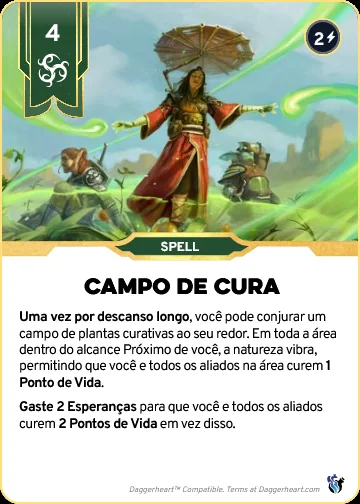 4
2
SPELL
CAMPO DE CURA
Uma vez por descanso longo, você pode conjurar um
campo de plantas curativas ao seu redor. Em toda a área
dentro do alcance Próximo de você, a natureza vibra,
permitindo que você e todos os aliados na área curem 1
Ponto de Vida.
Gaste 2 Esperanças para que você e todos os aliados
curem 2 Pontos de Vida em vez disso.
Daggerheart™ Compatible. Terms at Daggerheart.com